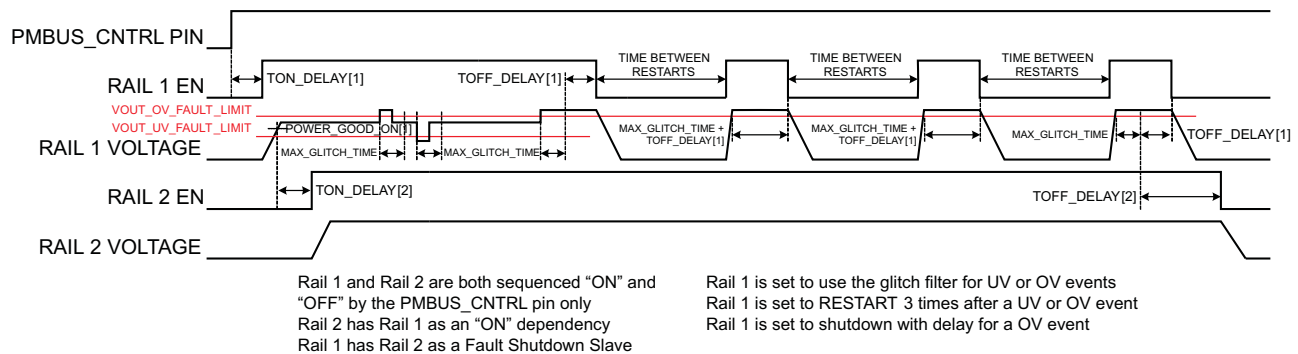 PMBUS_CNTRL PIN
TON_DELAY[1]
TOFF_DELAY[1]
TIME BETWEEN
RESTARTS
TIME BETWEEN
RESTARTS
TIME BETWEEN
RESTARTS
RAIL 1 EN
VOUT_OV_FAULT_LIMIT
VOUT_UV_FAULT_LIMIT
POWER_GOOD_ON[1]
RAIL 1 VOLTAGE
MAX_GLITCH_TIME
MAX_GLITCH_TIME
MAX_GLITCH_TIME +
TOFF_DELAY[1]
MAX_GLITCH_TIME +
TOFF_DELAY[1]
MAX_GLITCH_TIME
TOFF_DELAY[1]
RAIL 2 EN
TON_DELAY[2]
TOFF_DELAY[2]
RAIL 2 VOLTAGE
Rail 1 and Rail 2 are both sequenced “ON” and
“OFF” by the PMBUS_CNTRL pin only
Rail 2 has Rail 1 as an “ON” dependency
Rail 1 has Rail 2 as a Fault Shutdown Slave
Rail 1 is set to use the glitch filter for UV or OV events
Rail 1 is set to RESTART 3 times after a UV or OV event
Rail 1 is set to shutdown with delay for a OV event